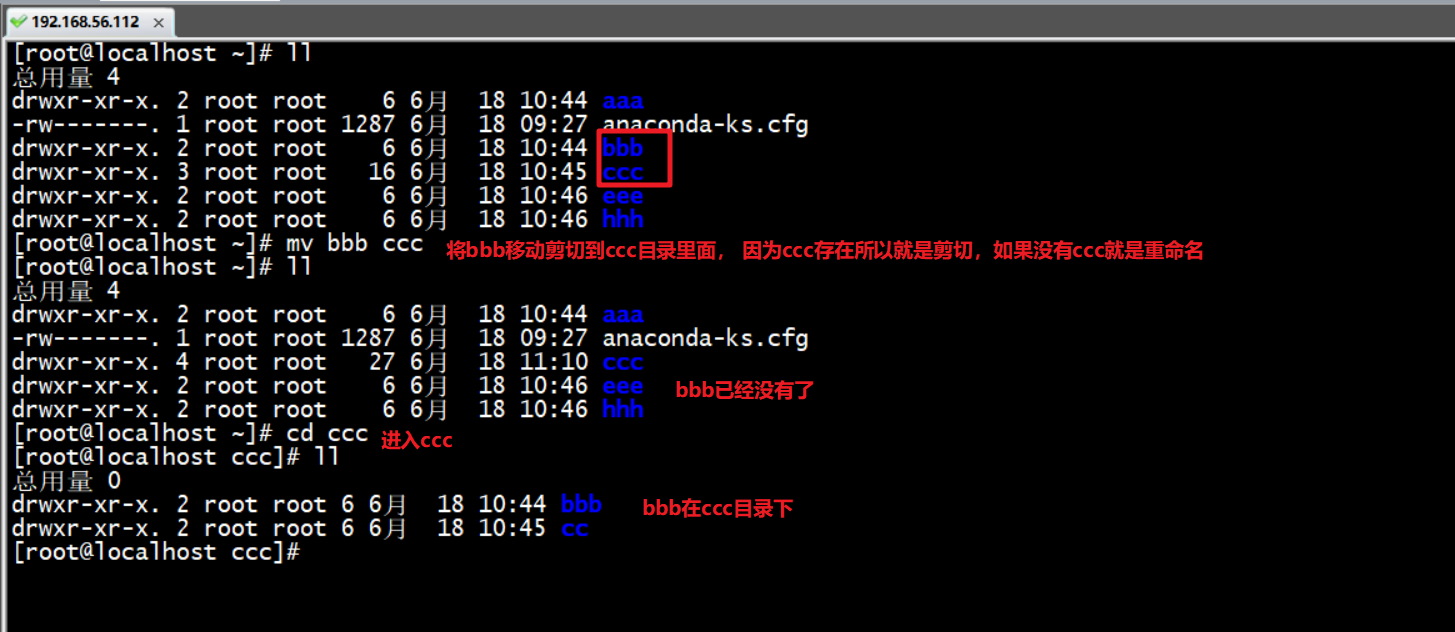 192.168.56.112 ×
[root@localhost ~]# ll
总用量 4
drwxr-xr-x. 2 root root    6 6月  18 10:44 aaa
-rw-------. 1 root root 1287 6月  18 09:27 anaconda-ks.cfg
drwxr-xr-x. 2 root root    6 6月  18 10:44 bbb
drwxr-xr-x. 3 root root   16 6月  18 10:45 ccc
drwxr-xr-x. 2 root root    6 6月  18 10:46 eee
drwxr-xr-x. 2 root root    6 6月  18 10:46 hhh
[root@localhost ~]# mv bbb ccc 将bbb移动剪切到ccc目录里面， 因为ccc存在所以就是剪切，如果没有ccc就是重命名
[root@localhost ~]# ll
总用量 4
drwxr-xr-x. 2 root root    6 6月  18 10:44 aaa
-rw-------. 1 root root 1287 6月  18 09:27 anaconda-ks.cfg
drwxr-xr-x. 4 root root   27 6月  18 11:10 ccc
drwxr-xr-x. 2 root root    6 6月  18 10:46 eee bbb已经没有了
drwxr-xr-x. 2 root root    6 6月  18 10:46 hhh
[root@localhost ~]# cd ccc 进入ccc
[root@localhost ccc]# ll
总用量 0
drwxr-xr-x. 2 root root 6 6月  18 10:44 bbb bbb在ccc目录下
drwxr-xr-x. 2 root root 6 6月  18 10:45 cc
[root@localhost ccc]#